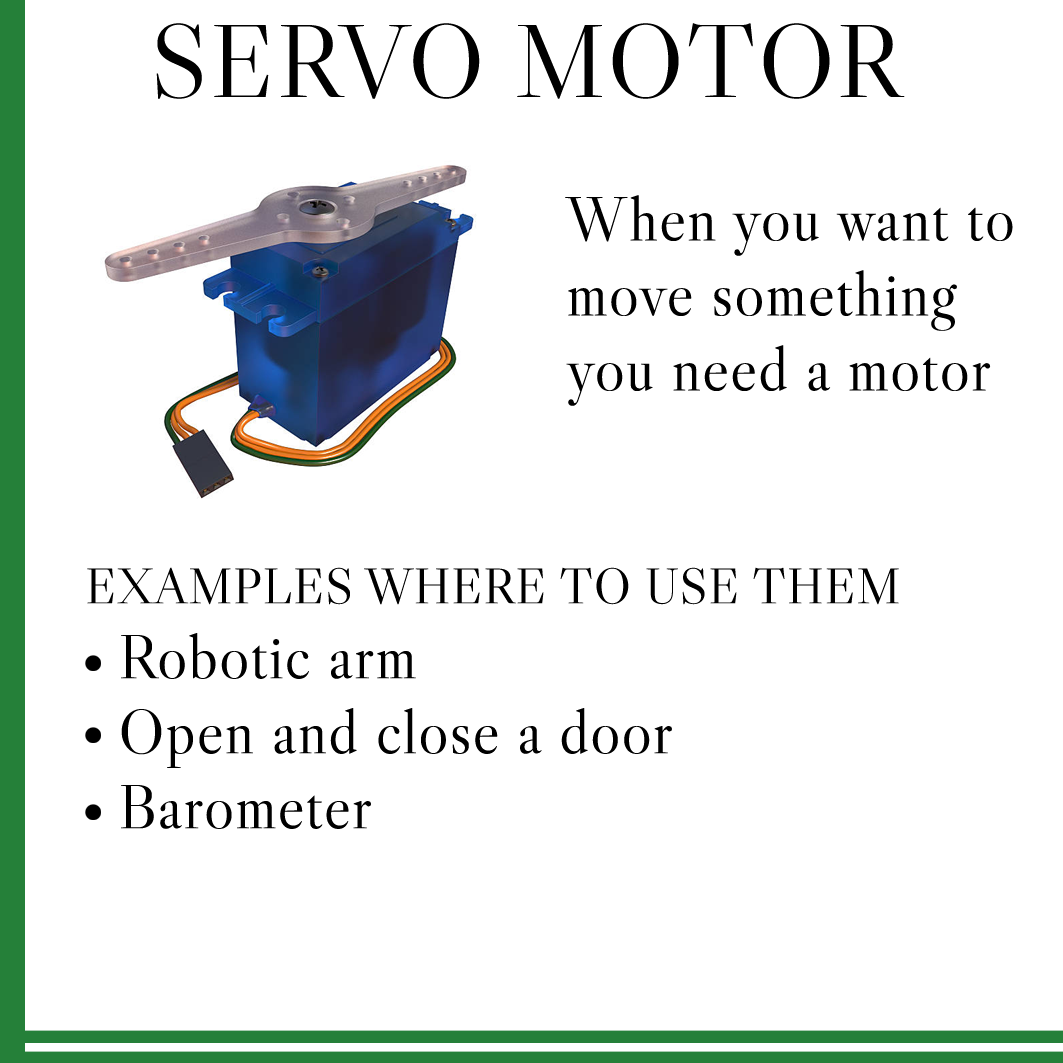 SERVO MOTOR
When you want to
move something
you need a motor
EXAMPLES WHERE TO USE THEM
• Robotic arm
• Open and close a door
• Barometer